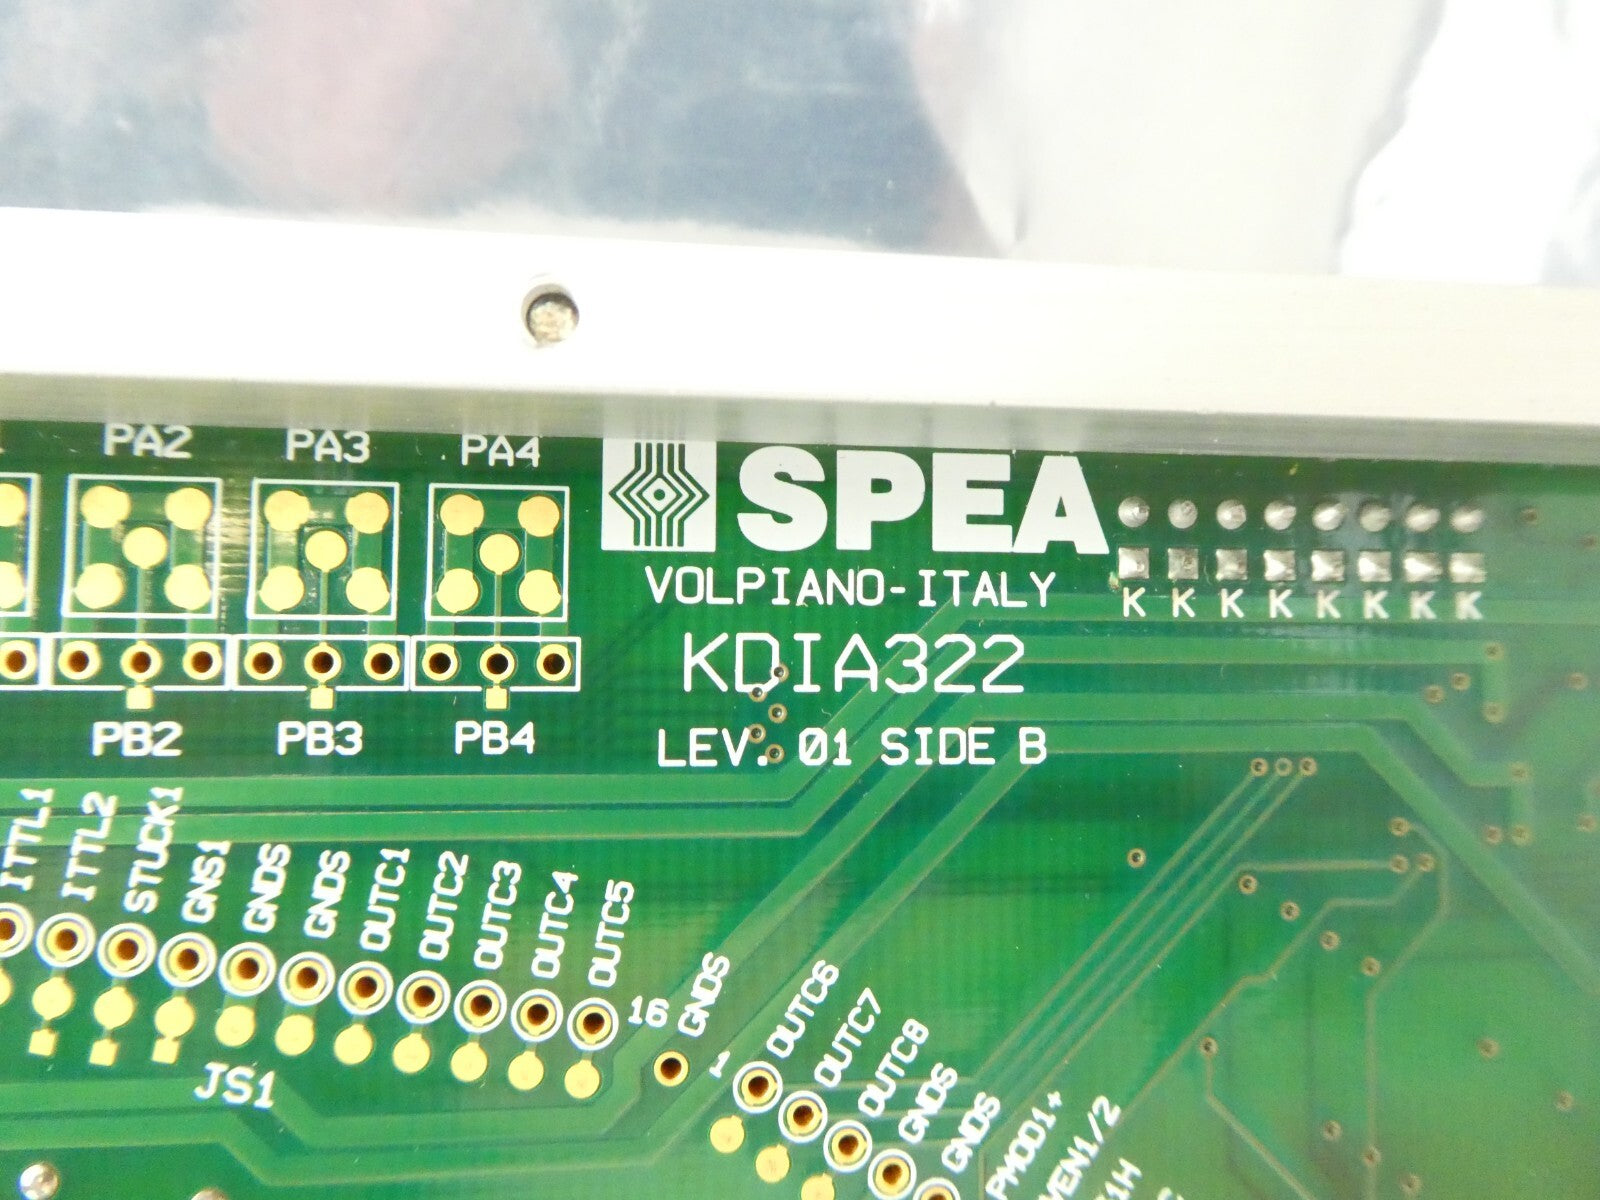 PA2 PA3 PA4
SPEA
VOLPIANO-ITALY
K K K K K K K K
KDIA322
PB2 PB3 PB4
LEV. 01 SIDE B
ITTL1
ITTL2
STUCK1
GNS1
GNDS
GNDS
OUTC1
OUTC2
OUTC3
OUTC4
OUTC5
16
GNDS
JS1
1
OUTC6
OUTC7
OUTC8
GNDS
GNDS
PMOD1+